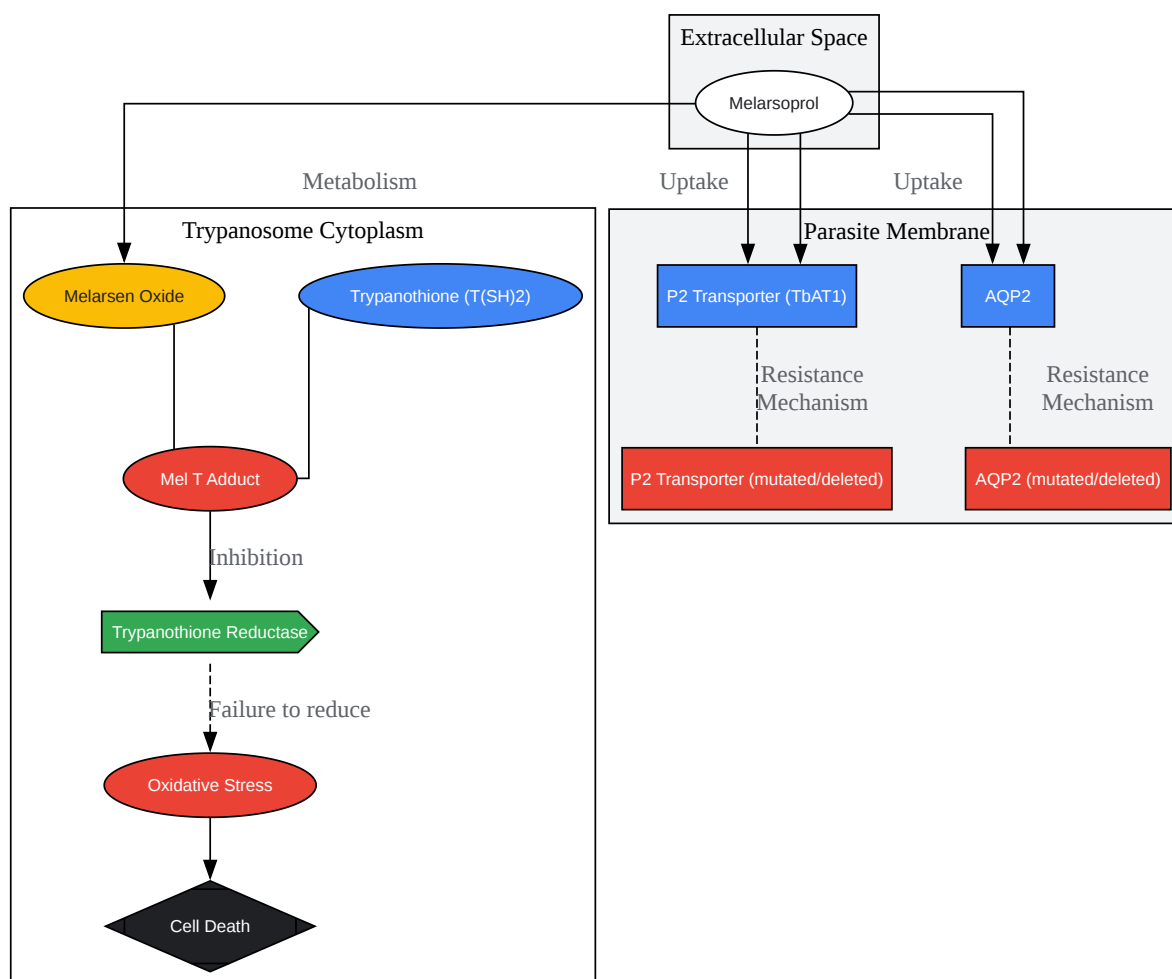 Extracellular Space
Melarsoprol
Metabolism
Uptake
Uptake
Trypanosome Cytoplasm
Parasite Membrane
Melarsen Oxide
Trypanothione (T(SH)2)
P2 Transporter (TbAT1)
AQP2
Resistance
Mechanism
Resistance
Mechanism
Mel T Adduct
P2 Transporter (mutated/deleted)
AQP2 (mutated/deleted)
Inhibition
Trypanothione Reductase
Failure to reduce
Oxidative Stress
Cell Death